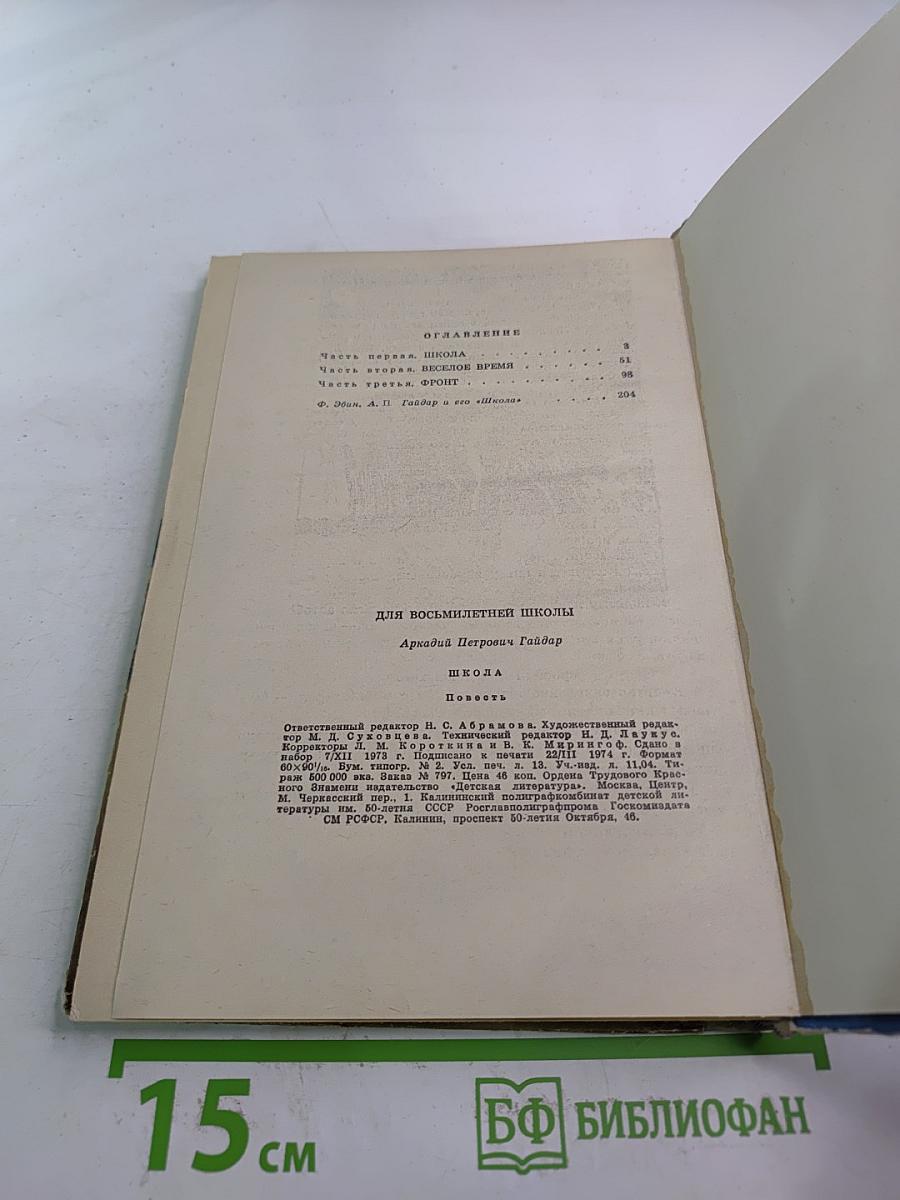 ОГЛАВЛЕНИЕ
Часть первая. ШКОЛА . . . . . . . . . . 3
Часть вторая. ВЕСЕЛОЕ ВРЕМЯ . . . . . . 51
Часть третья. ФРОНТ . . . . . . . . . . 98
Ф. Эбин. А. П. Гайдар и его «Школа» . . . . 204
ДЛЯ ВОСЬМИЛЕТНЕЙ ШКОЛЫ
Аркадий Петрович Гайдар
ШКОЛА
Повесть
Ответственный редактор Н. С. Абрамова. Художественный редак-
тор М. Д. Суховцева. Технический редактор Н. Д. Лаукус.
Корректоры Л. М. Короткина и В. К. Мирингоф. Сдано в
набор 7/XII 1973 г. Подписано к печати 22/III 1974 г. Формат
60×90¹/₁₆. Бум. типогр. № 2. Усл. печ. л. 13. Уч.-изд. л. 11,04. Ти-
раж 500 000 экз. Заказ № 797. Цена 46 коп. Ордена Трудового Крас-
ного Знамени издательство «Детская литература». Москва, Центр,
М. Черкасский пер., 1. Калининский полиграфкомбинат детской ли-
тературы им. 50-летия СССР Росглавполиграфпрома Госкомиздата
СМ РСФСР. Калинин, проспект 50-летия Октября, 46.
15 см
БФ БИБЛИОФАН